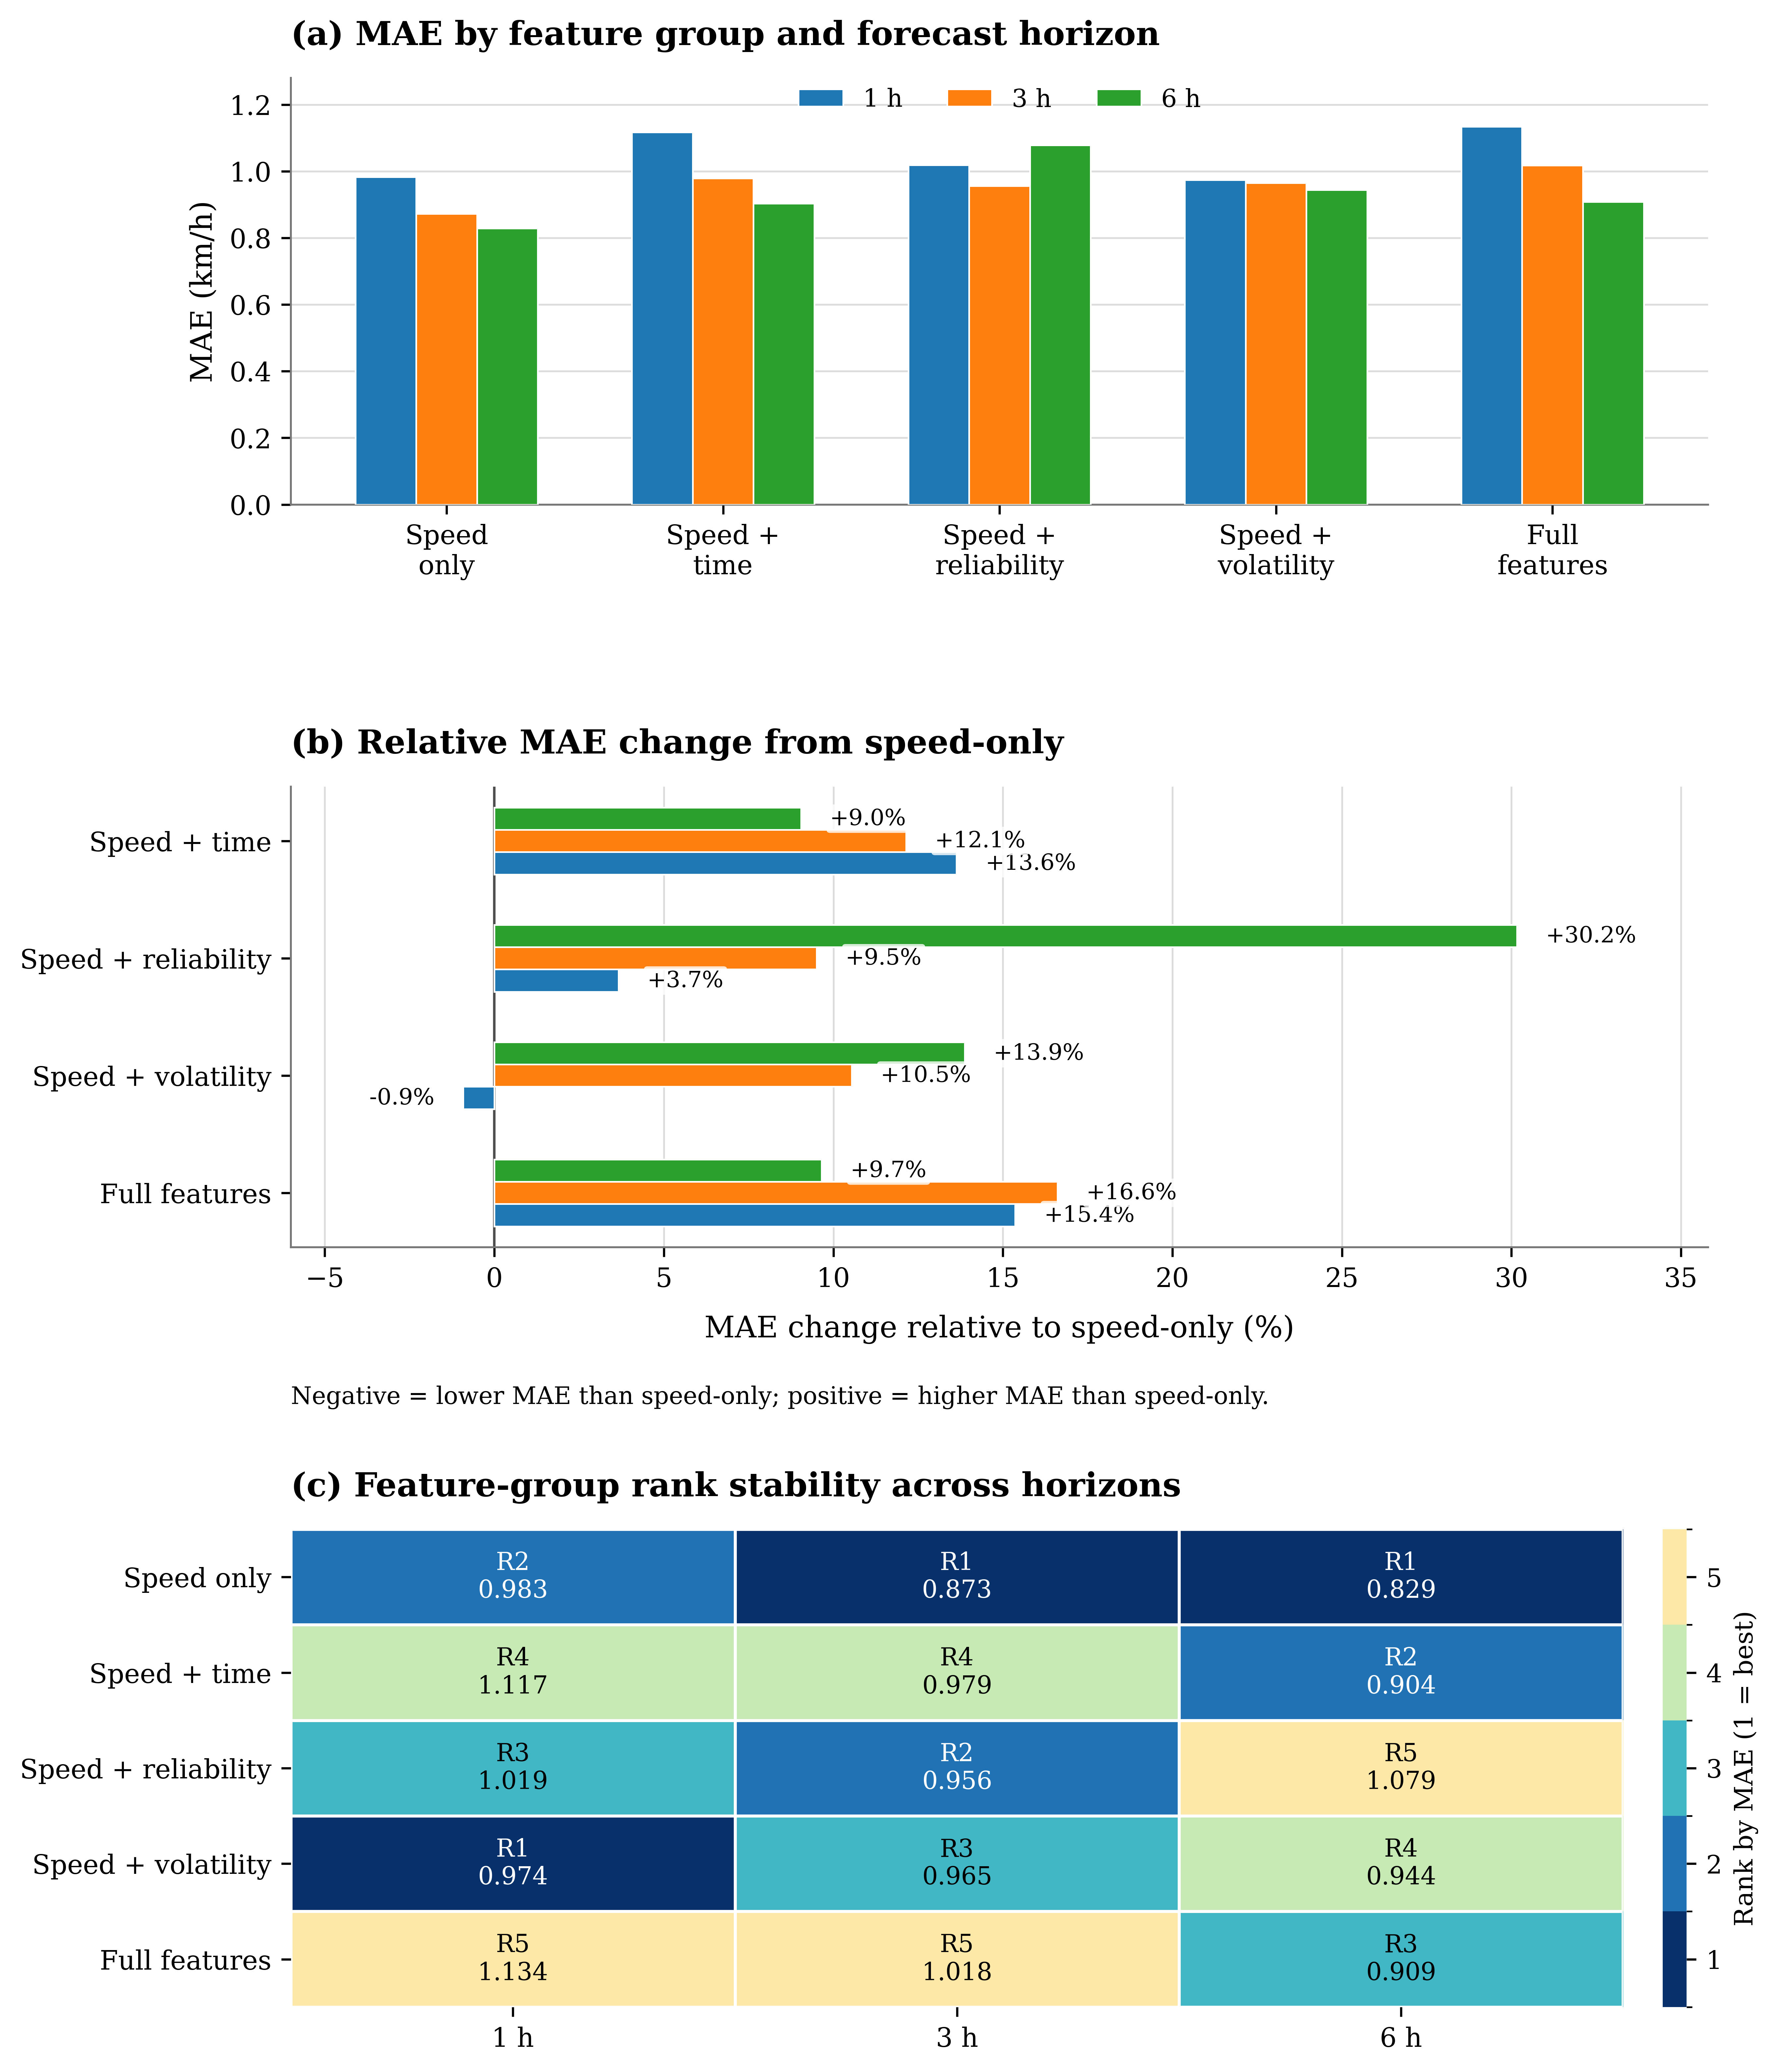 (a) MAE by feature group and forecast horizon
1 h
3 h
6 h
MAE (km/h)
1.2
1.0
0.8
0.6
0.4
0.2
0.0
Speed
only
Speed +
time
Speed +
reliability
Speed +
volatility
Full
features
(b) Relative MAE change from speed-only
Speed + time
+9.0%
+12.1%
+13.6%
Speed + reliability
+30.2%
+9.5%
+3.7%
Speed + volatility
+13.9%
+10.5%
-0.9%
Full features
+9.7%
+16.6%
+15.4%
−5
0
5
10
15
20
25
30
35
MAE change relative to speed-only (%)
Negative = lower MAE than speed-only; positive = higher MAE than speed-only.
(c) Feature-group rank stability across horizons
Speed only
R2
0.983
R1
0.873
R1
0.829
Speed + time
R4
1.117
R4
0.979
R2
0.904
Speed + reliability
R3
1.019
R2
0.956
R5
1.079
Speed + volatility
R1
0.974
R3
0.965
R4
0.944
Full features
R5
1.134
R5
1.018
R3
0.909
1 h
3 h
6 h
5
4
3
2
1
Rank by MAE (1 = best)